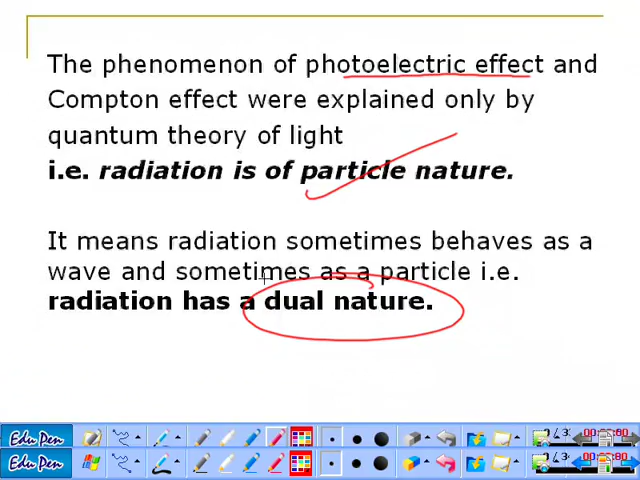 The phenomenon of photoelectric effect and
Compton effect were explained only by
quantum theory of light
i.e. radiation is of particle nature.
It means radiation sometimes behaves as a
wave and sometimes as a particle i.e.
radiation has a dual nature.
Edu Pen
Edu Pen